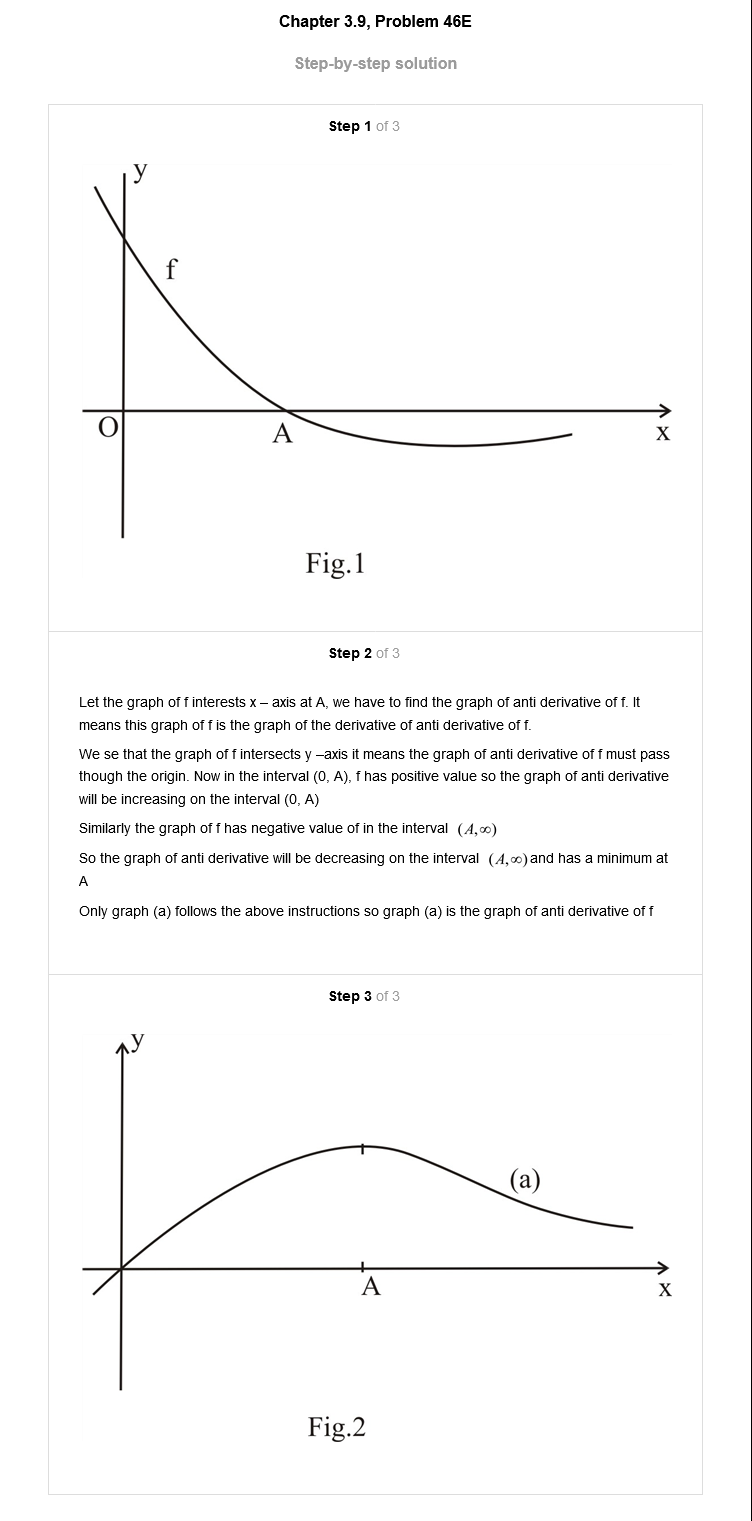 Chapter 3.9, Problem 46E
Step-by-step solution
Step 1 of 3
y
f
O
A
x
Fig.1
Step 2 of 3
Let the graph of f interests x – axis at A, we have to find the graph of anti derivative of f. It
means this graph of f is the graph of the derivative of anti derivative of f.
We se that the graph of f intersects y –axis it means the graph of anti derivative of f must pass
though the origin. Now in the interval (0, A), f has positive value so the graph of anti derivative
will be increasing on the interval (0, A)
Similarly the graph of f has negative value of in the interval (A,∞)
So the graph of anti derivative will be decreasing on the interval (A,∞) and has a minimum at
A
Only graph (a) follows the above instructions so graph (a) is the graph of anti derivative of f
Step 3 of 3
y
(a)
A
x
Fig.2